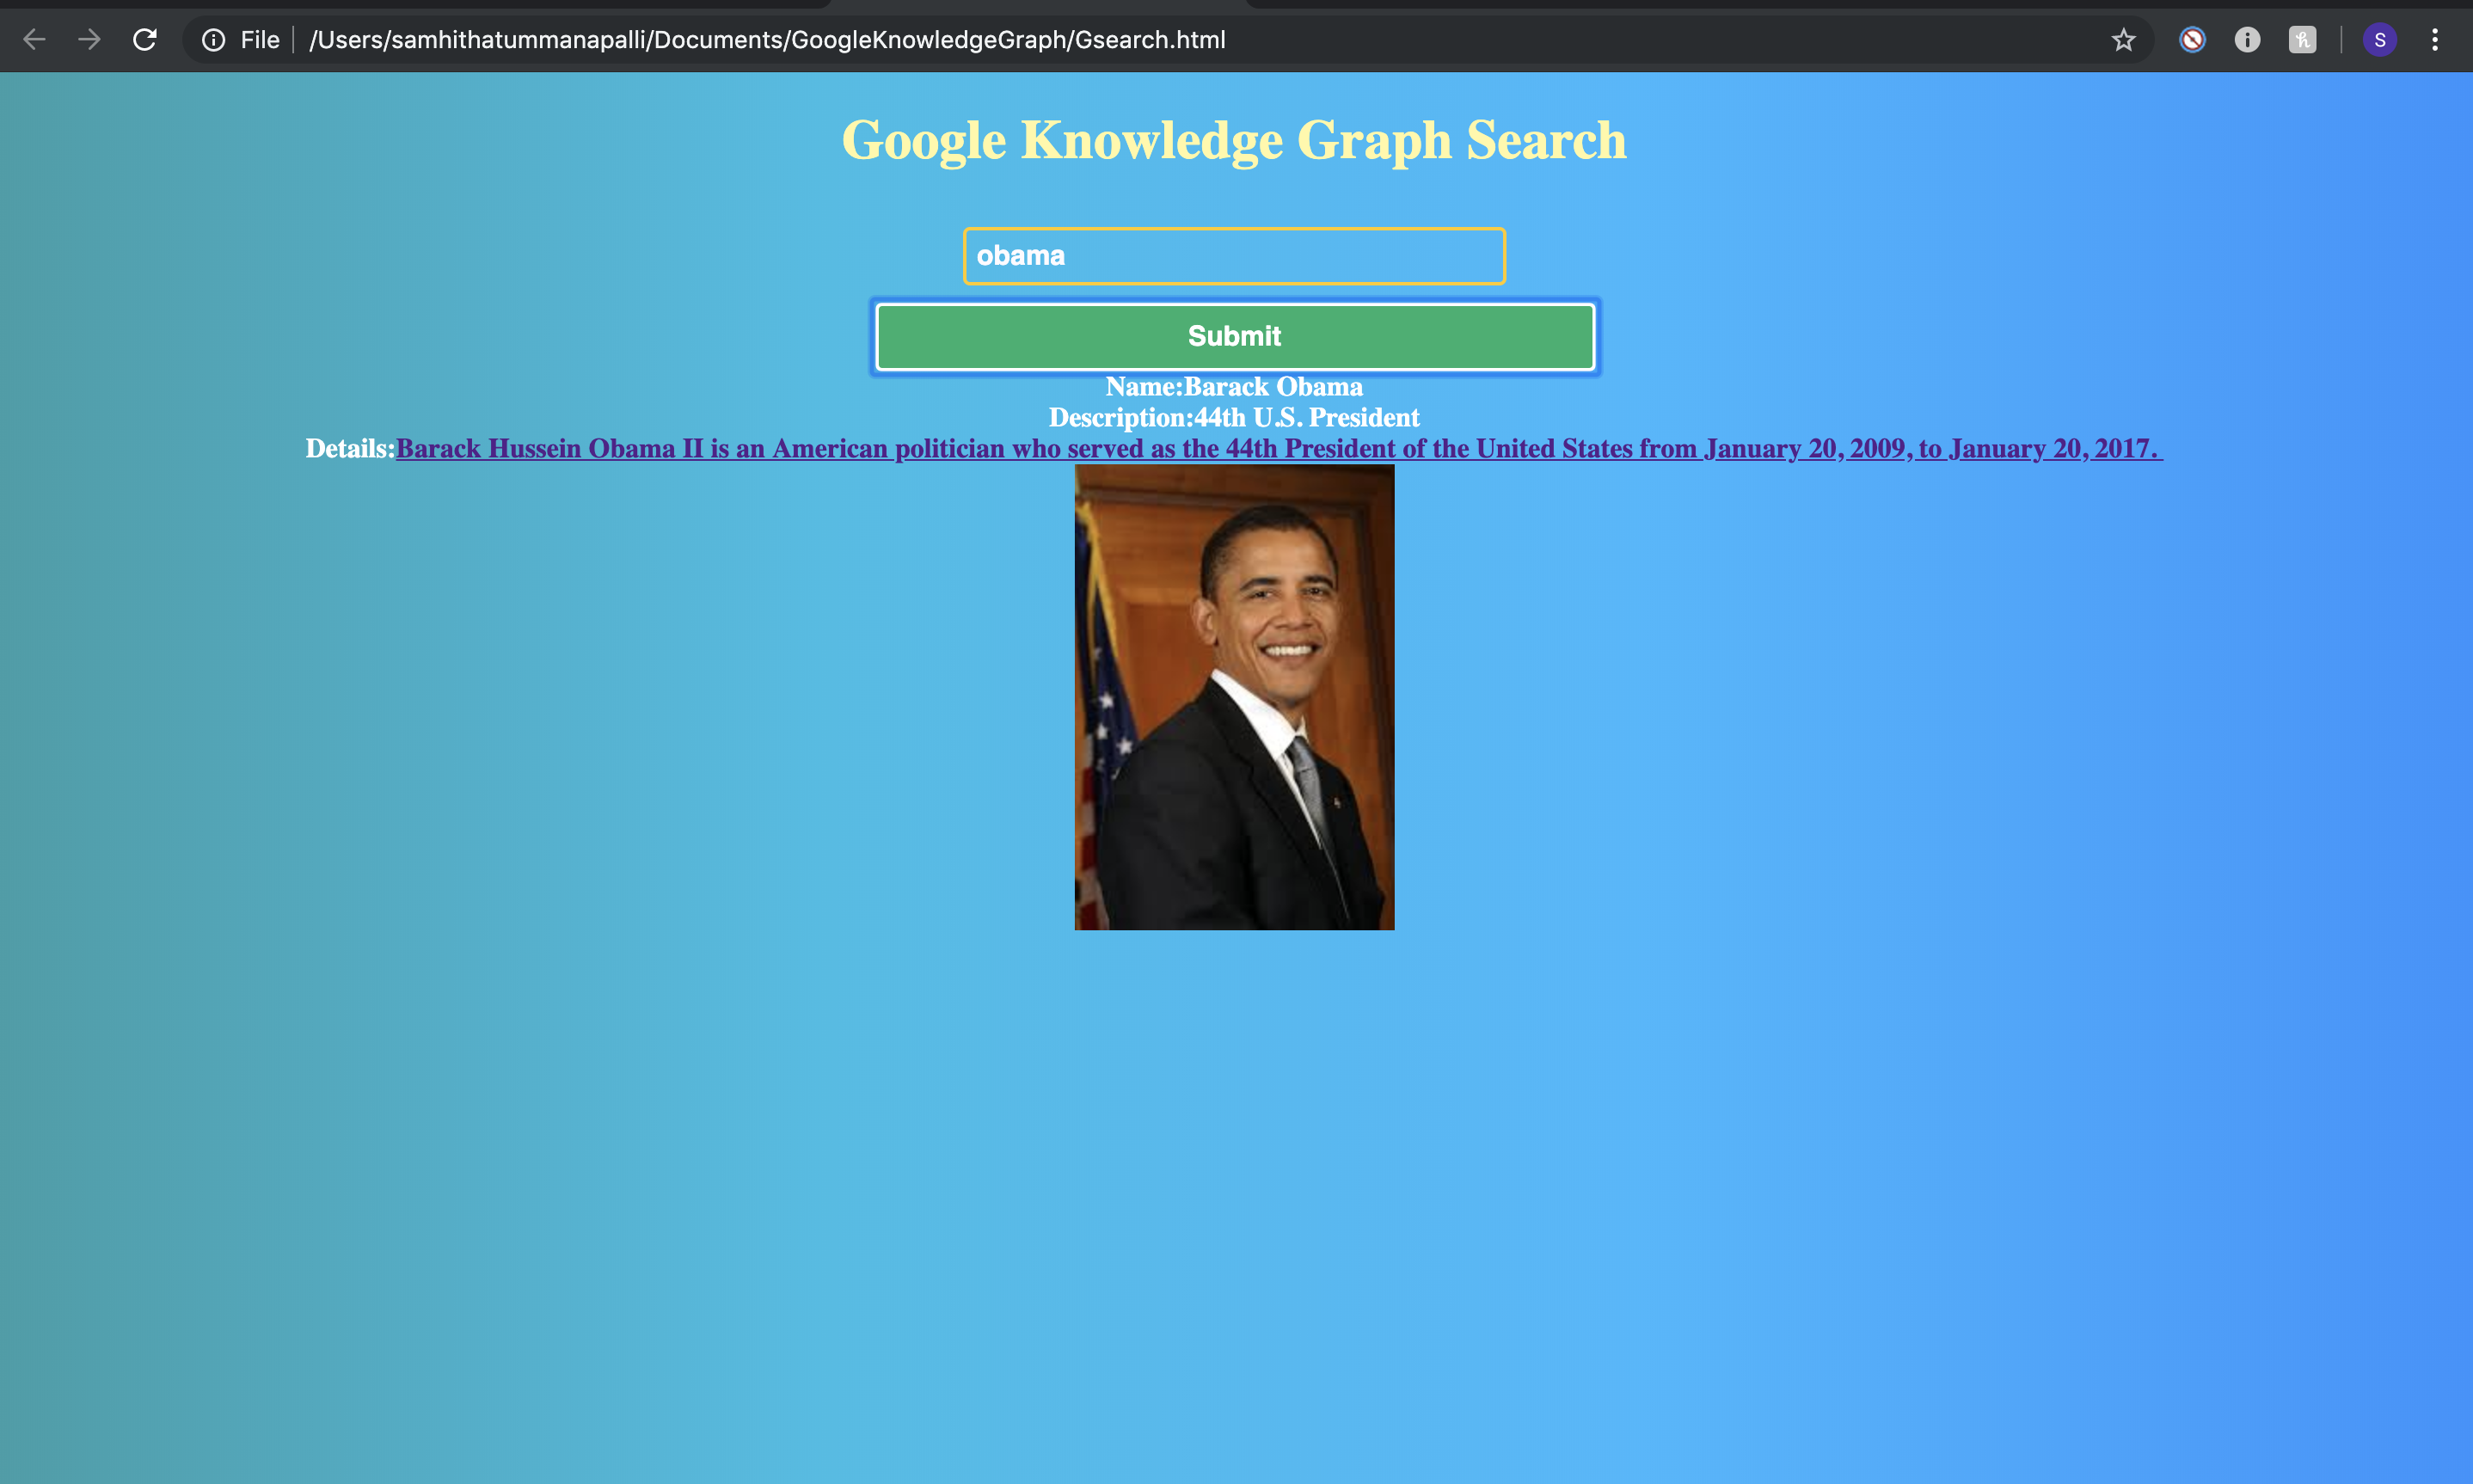 File /Users/samhithatummanapalli/Documents/GoogleKnowledgeGraph/Gsearch.html
S
Google Knowledge Graph Search
obama
Submit
Name:Barack Obama
Description:44th U.S. President
Details:Barack Hussein Obama II is an American politician who served as the 44th President of the United States from January 20, 2009, to January 20, 2017.